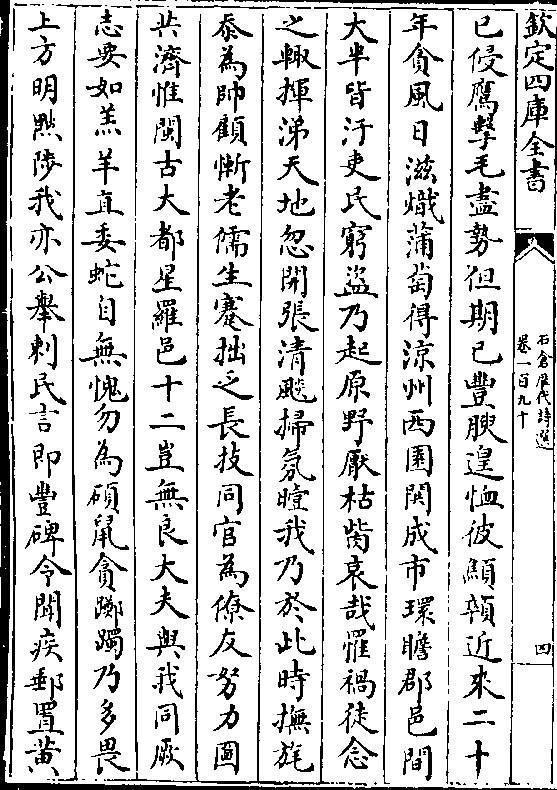 欽定四庫全書
石倉歷代詩選
卷一百九十
四
已侵鷹擊毛盡勢但期已豐腴遑恤彼顛頷近來二十
年貪風日滋熾蒲萄得涼州西園闢成市環瞻郡邑間
大半皆汙吏民窮盜乃起原野厭枯胔哀哉罹禍徒念
之輒揮涕天地忽開張清颷掃氛曀我乃於此時撫旄
忝為帥顧慚老儒生蹇拙乏長技同官為僚友努力圖
共濟惟閩古大都星羅邑十二豈無良大夫與我同厥
志要如羔羊直委蛇自無愧勿為碩鼠貪躑躅乃多畏
上方明黜陟我亦公舉刺民言即豐碑令聞疾郵置黃